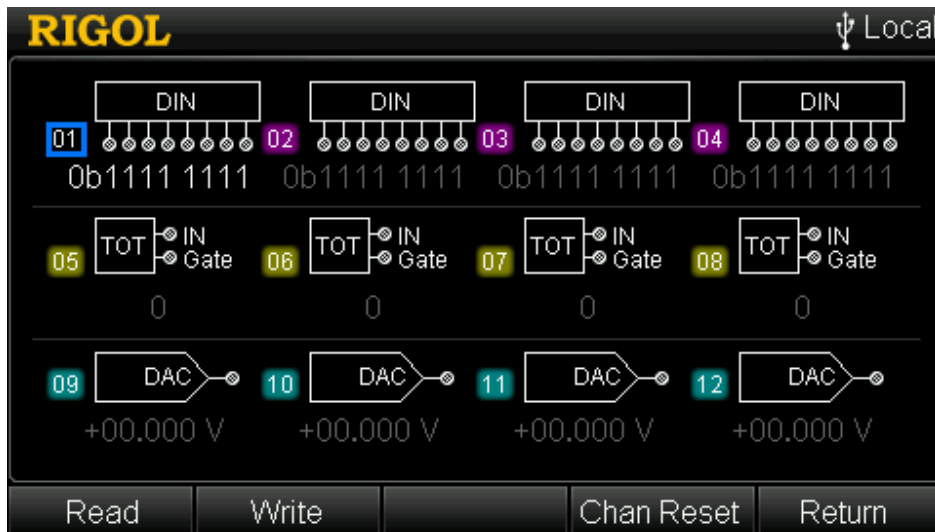 RIGOL Local
DIN DIN DIN DIN
01 02 03 04
0b1111 1111 0b1111 1111 0b1111 1111 0b1111 1111
TOT IN TOT IN TOT IN TOT IN
05 Gate 06 Gate 07 Gate 08 Gate
0 0 0 0
09 DAC 10 DAC 11 DAC 12 DAC
+00.000 V +00.000 V +00.000 V +00.000 V
Read Write Chan Reset Return